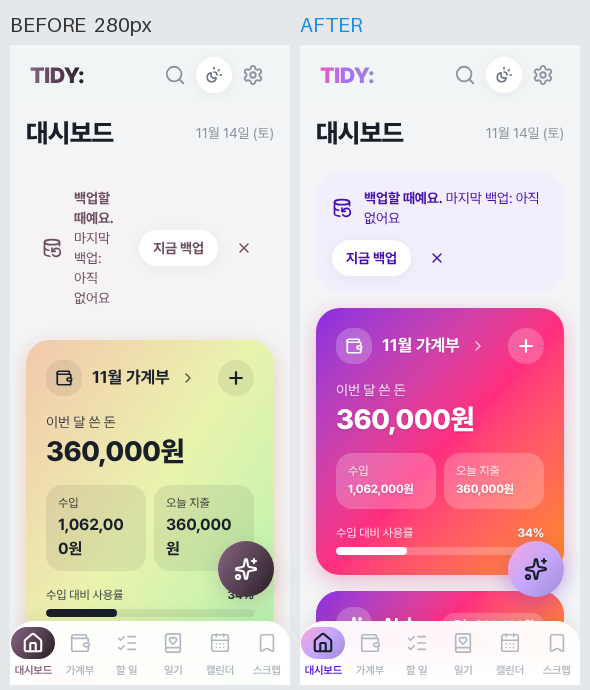 BEFORE 280px
TIDY:
대시보드
11월 14일 (토)
백업할
때예요.
마지막
백업:
아직
없어요
지금 백업
11월 가계부
이번 달 쓴 돈
360,000원
수입
1,062,00
0원
오늘 지출
360,000
원
수입 대비 사용률
34%
대시보드
가계부
할 일
일기
캘린더
스크랩
AFTER
TIDY:
대시보드
11월 14일 (토)
백업할 때예요. 마지막 백업: 아직
없어요
지금 백업
11월 가계부
이번 달 쓴 돈
360,000원
수입
1,062,000원
오늘 지출
360,000원
수입 대비 사용률
34%
대시보드
가계부
할 일
일기
캘린더
스크랩